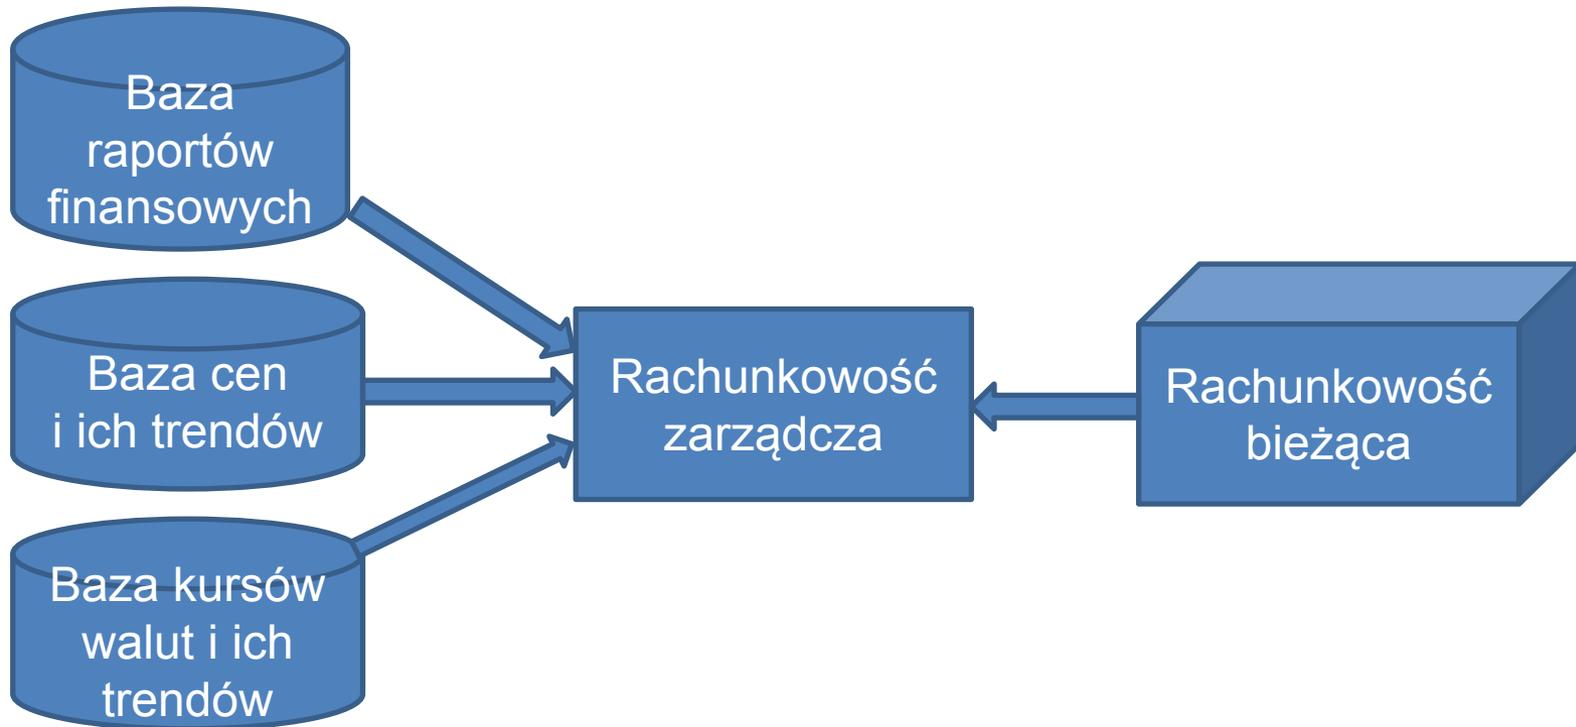 Baza
raportów
finansowych
Baza cen
i ich trendów
Baza kursów
walut i ich
trendów
Rachunkowość
zarządcza
Rachunkowość
bieżąca